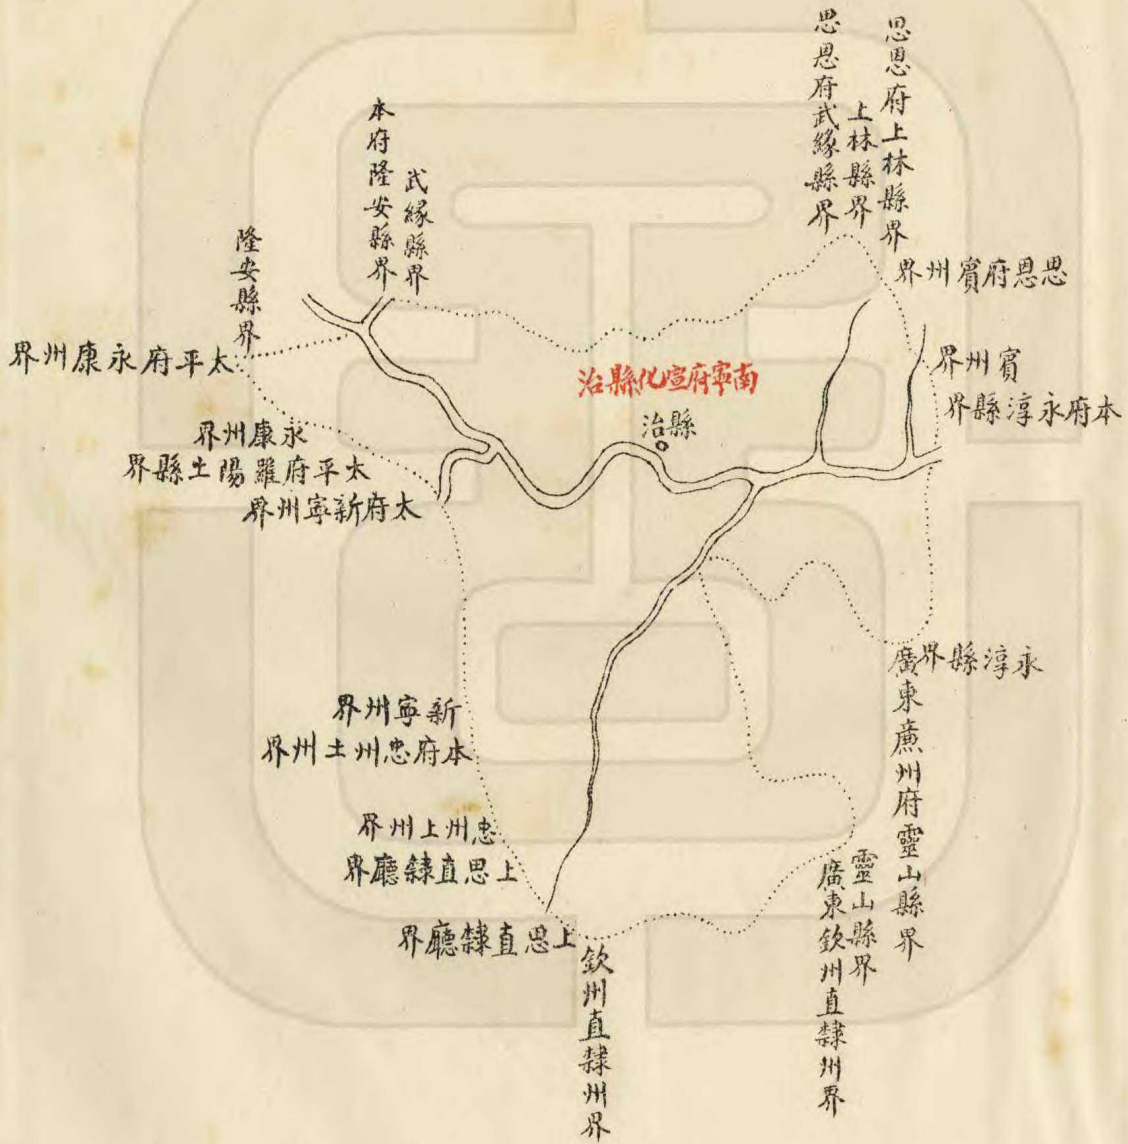 南寧府宣化縣治
縣治
思恩府上林縣界
上林縣界
思恩府武緣縣界
思恩府賓州界
賓州界
本府永淳縣界
永淳縣界
廣東廉州府靈山縣界
靈山縣界
廣東欽州直隸州界
欽州直隸州界
上思直隸廳界
上思直隸廳界
忠州上州界
本府忠州土州界
新寧州界
太府新寧州界
太平府羅陽土縣界
永康州界
太平府永康州界
隆安縣界
本府隆安縣界
武緣縣界